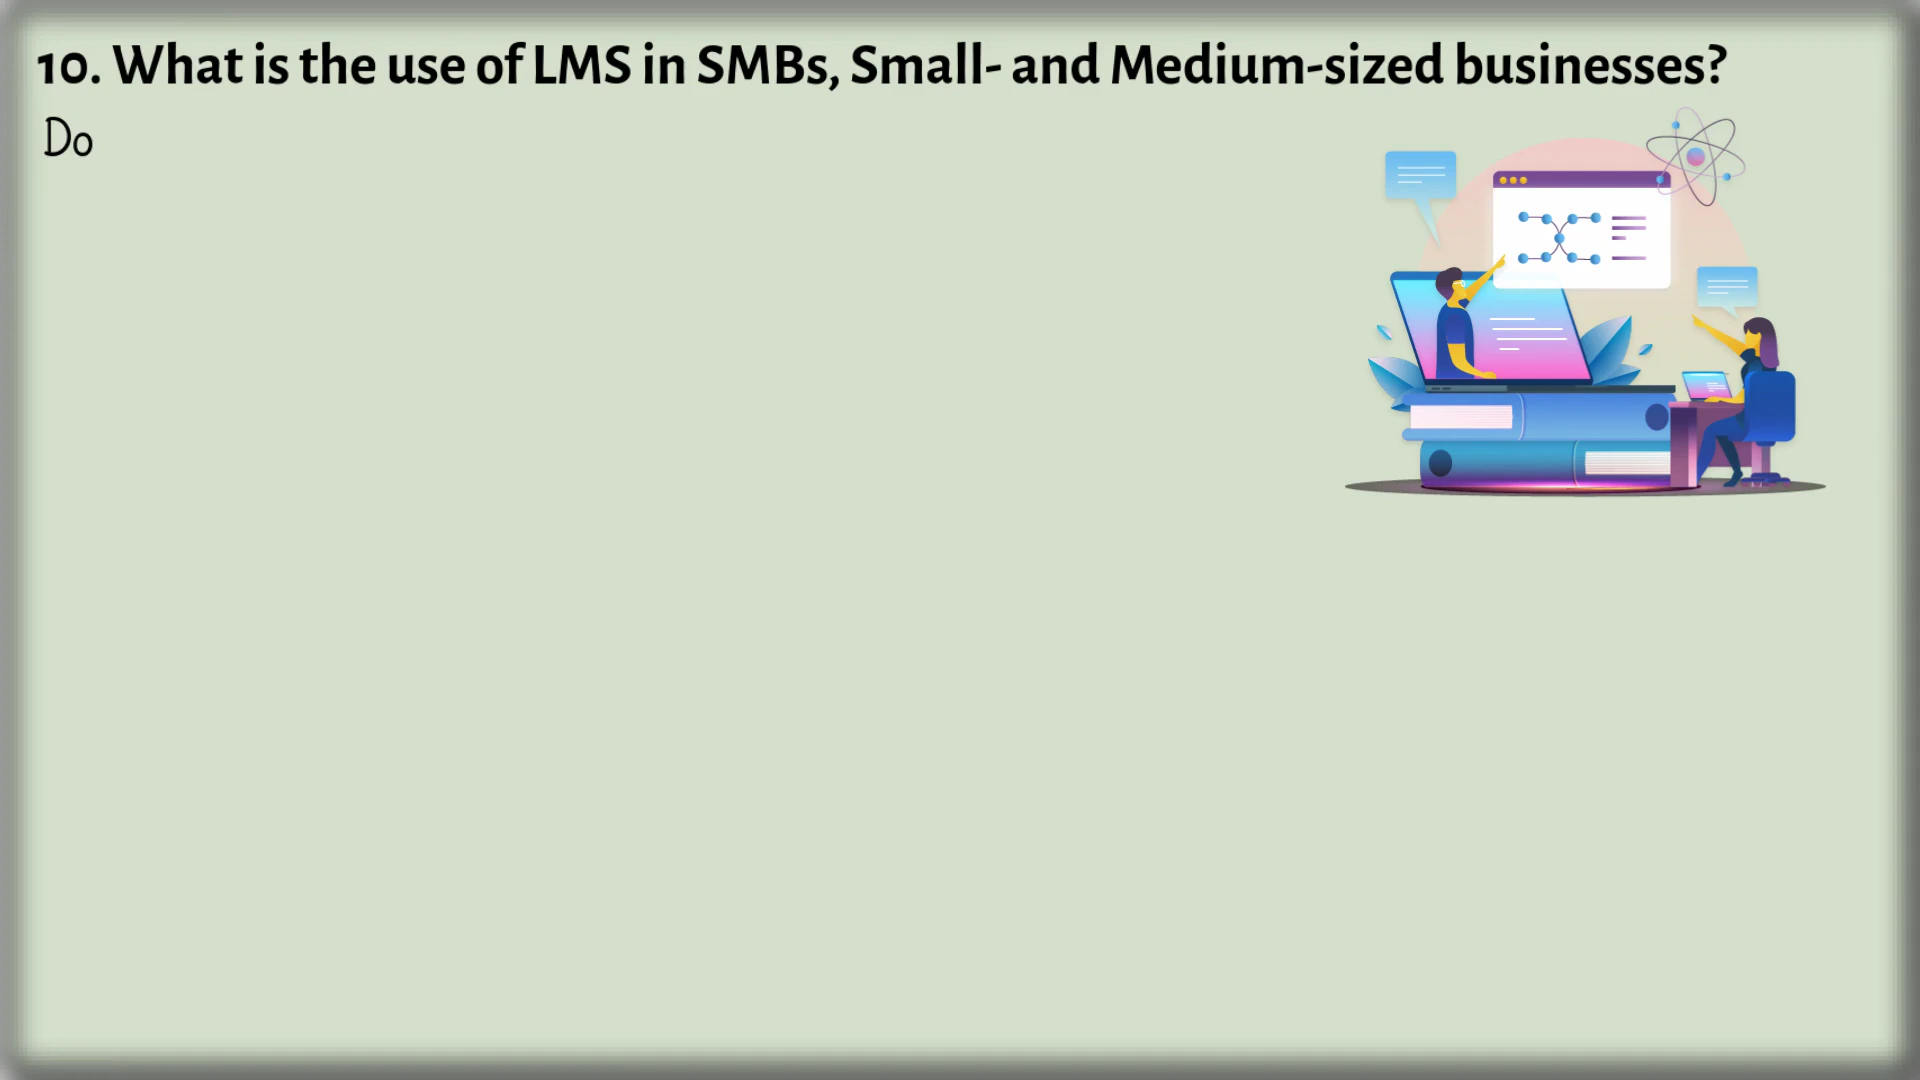 10. What is the use of LMS in SMBs, Small- and Medium-sized businesses?
Do